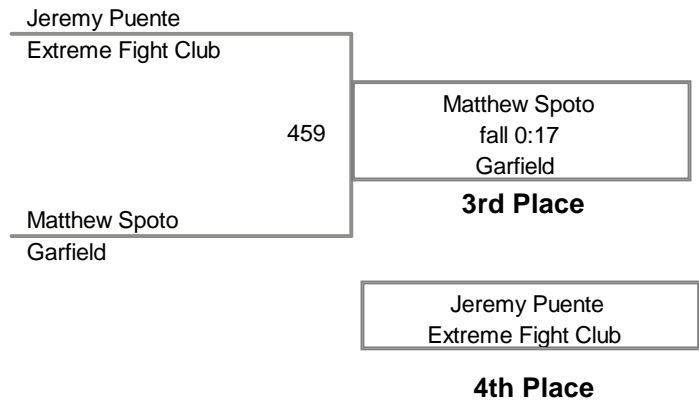 Jeremy Puente
Extreme Fight Club
459
Matthew Spoto
fall 0:17
Garfield
3rd Place
Matthew Spoto
Garfield
Jeremy Puente
Extreme Fight Club
4th Place